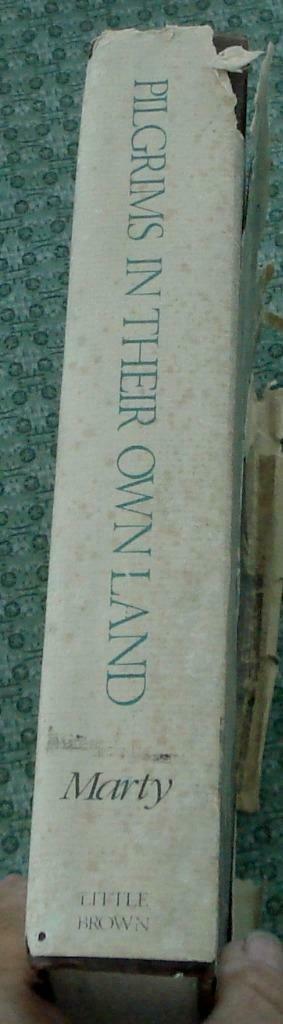 PILGRIMS IN THEIR OWN LAND
Marty
LITTLE
BROWN